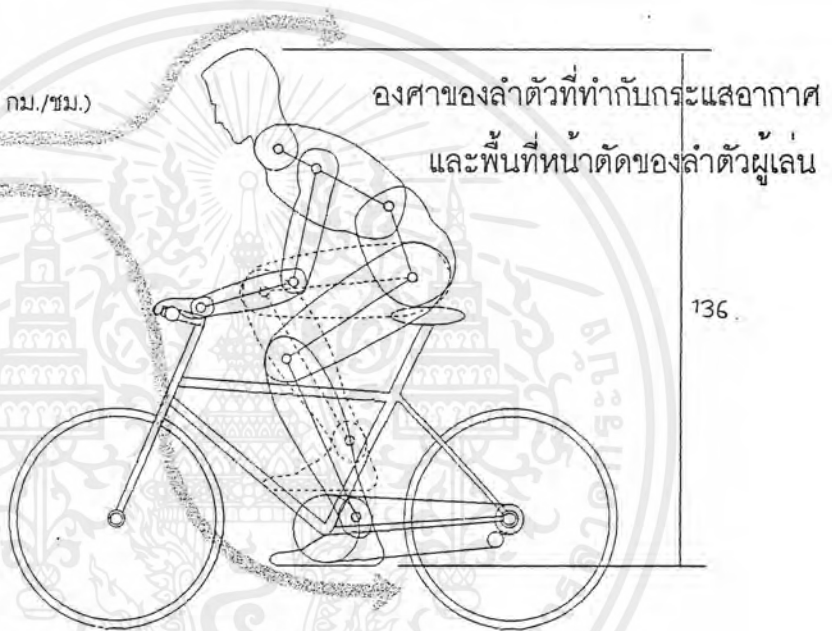 กม./ชม.)
องศาของลำตัวที่ทำกับกระแสอากาศ
และพื้นที่หน้าตัดของลำตัวผู้เล่น
136